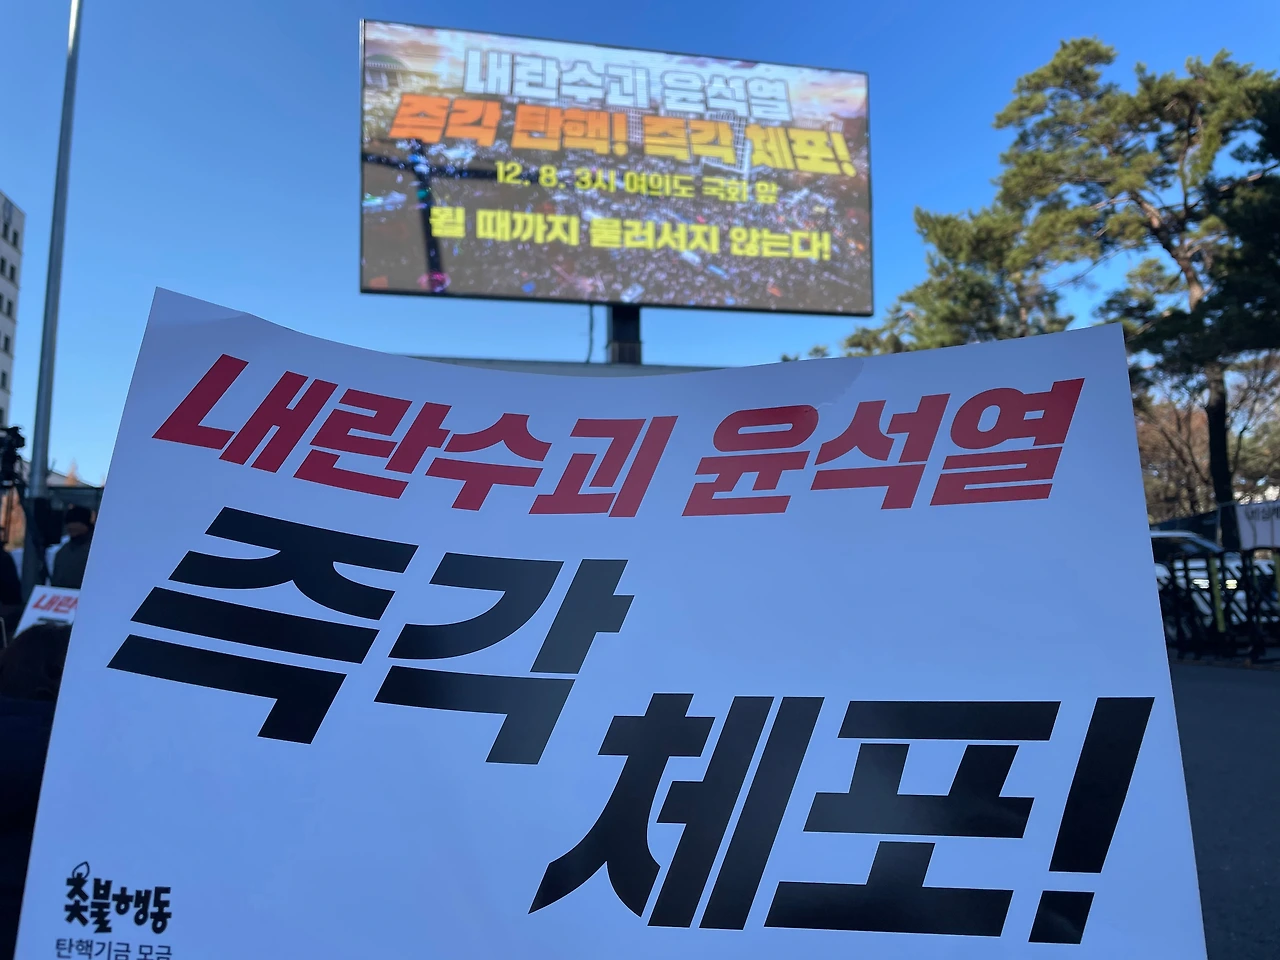 내란수괴 윤석열
즉각 탄핵! 즉각 체포!
12. 8. 3시 여의도 국회 앞
될 때까지 물러서지 않는다!
내란수괴 윤석열
즉각
체포!
촛불행동
탄핵기금 모금
내란